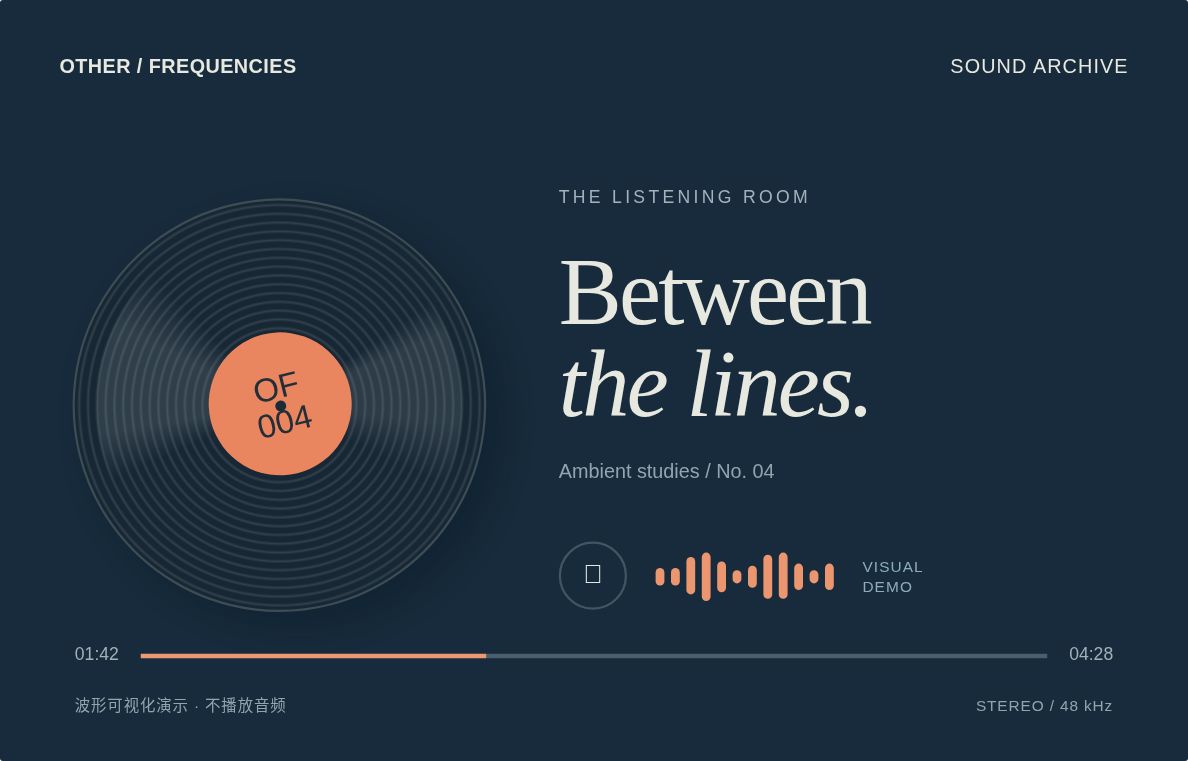 OTHER / FREQUENCIES
SOUND ARCHIVE
THE LISTENING ROOM
Between
the lines.
OF
004
Ambient studies / No. 04
VISUAL
DEMO
01:42
04:28
波形可视化演示 · 不播放音频
STEREO / 48 kHz